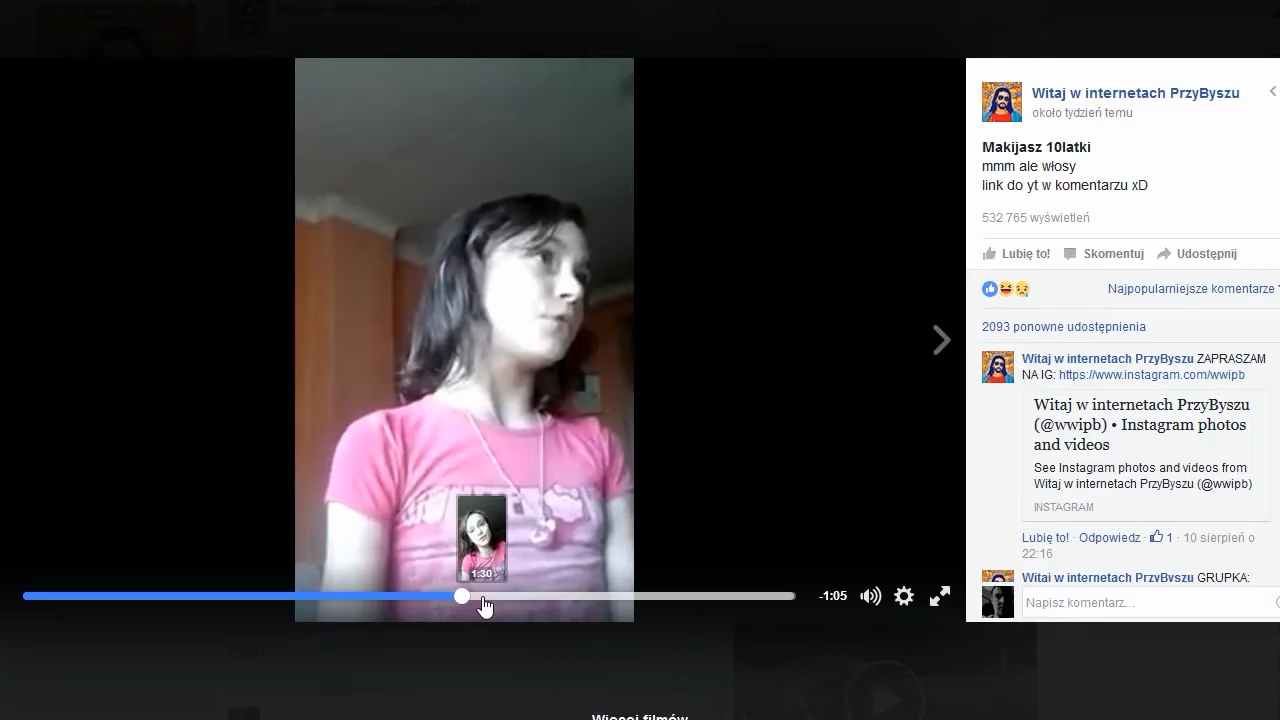 Witaj w internetach PrzyByszu
około tydzień temu
Makijasz 10latki
mmm ale włosy
link do yt w komentarzu xD
532 765 wyświetleń
Lubię to! Skomentuj Udostępnij
Najpopularniejsze komentarze
2093 ponowne udostępnienia
Witaj w internetach PrzyByszu ZAPRASZAM
NA IG: https://www.instagram.com/wwipb
Witaj w internetach PrzyByszu
(@wwipb) • Instagram photos
and videos
See Instagram photos and videos from
Witaj w internetach PrzyByszu (@wwipb)
INSTAGRAM
Lubię to! · Odpowiedz · 1 · 10 sierpień o
22:16
Witaj w internetach PrzyByszu GRUPKA:
Napisz komentarz...
1:30
-1:05
Więcej filmów